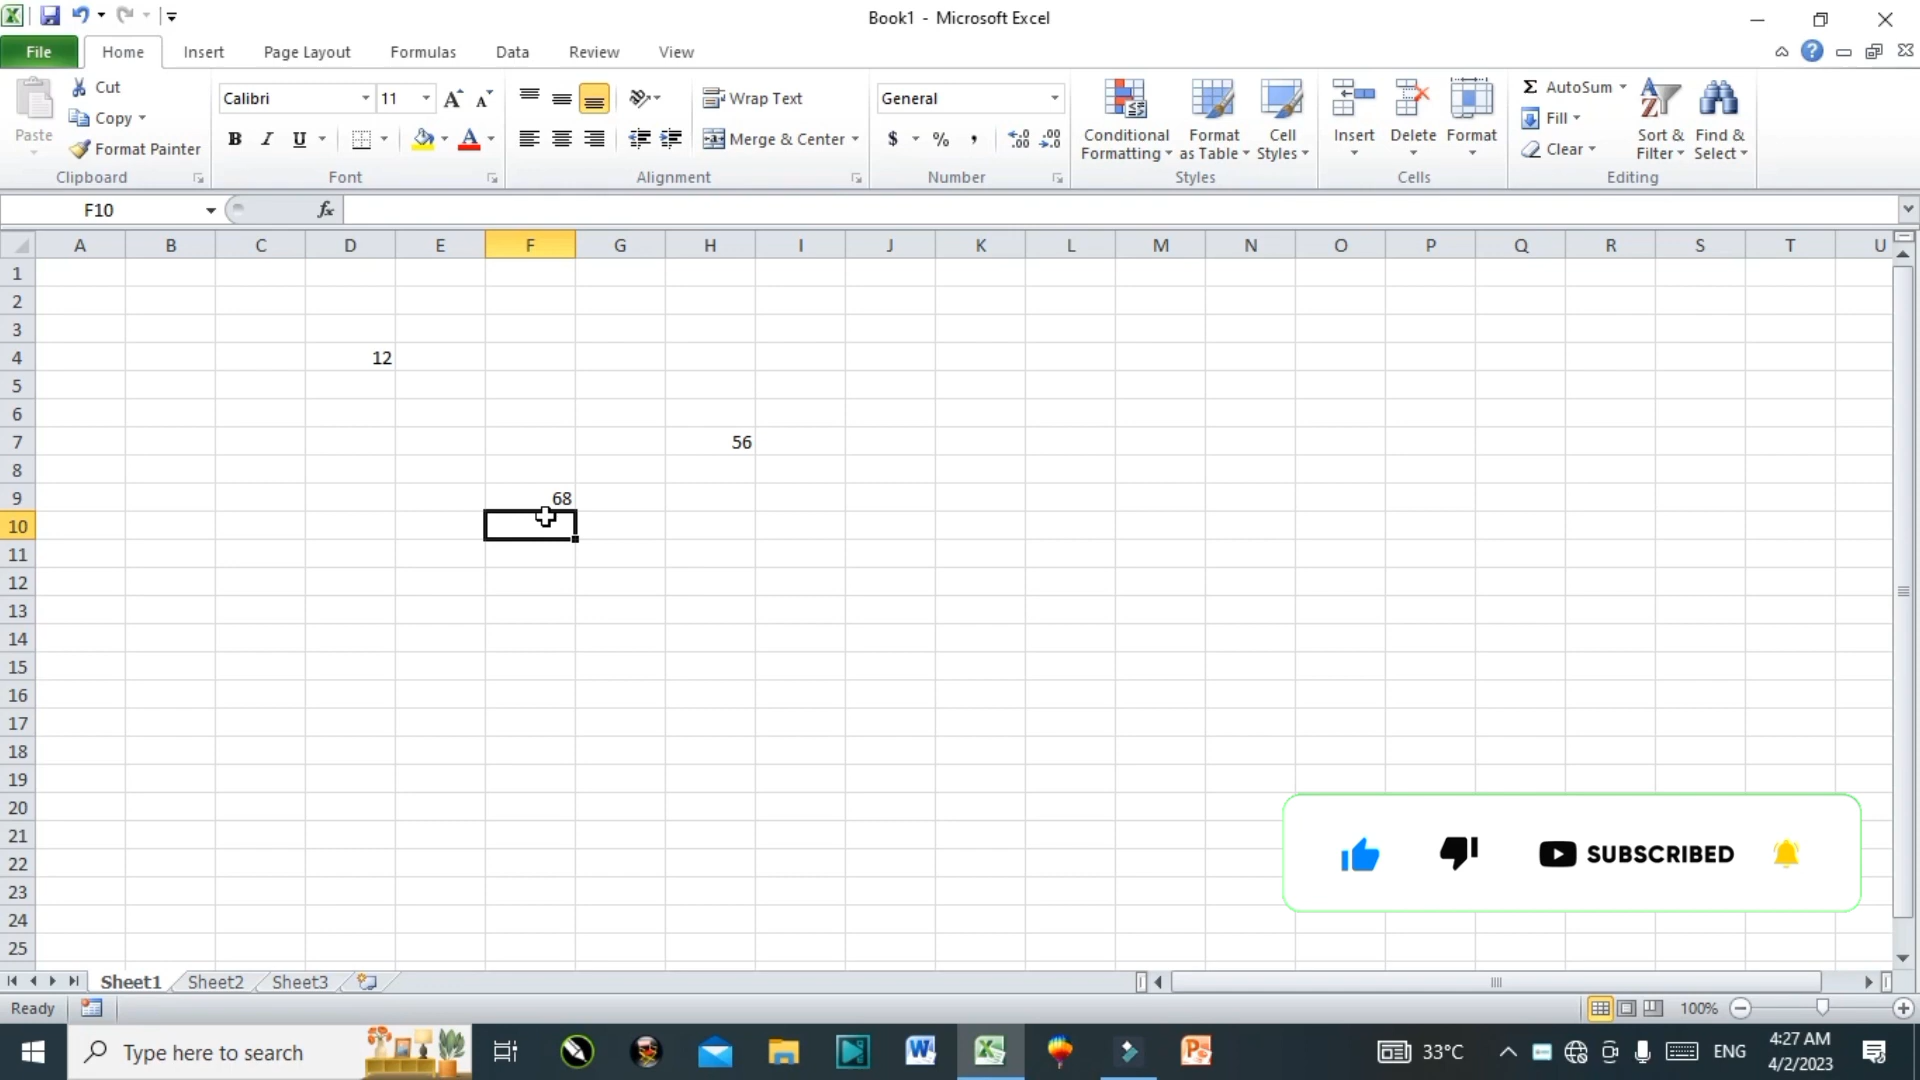 Book1 - Microsoft Excel
File Home Insert Page Layout Formulas Data Review View
Paste Cut Copy Format Painter Clipboard
Calibri 11 A A B I U A Font
Wrap Text Merge & Center Alignment
General $ % , .0 .00 .00 .0 Number
Conditional Formatting Format as Table Cell Styles Styles
Insert Delete Format Cells
Σ AutoSum Fill Clear Sort & Filter Find & Select Editing
F10 fx
A B C D E F G H I J K L M N O P Q R S T U
1
2
3
4 12
5
6
7 56
8
9 68
10
11
12
13
14
15
16
17
18
19
20
21
22 SUBSCRIBED
23
24
25
Sheet1 Sheet2 Sheet3
Ready 100%
Type here to search 33°C ENG 4:27 AM
4/2/2023